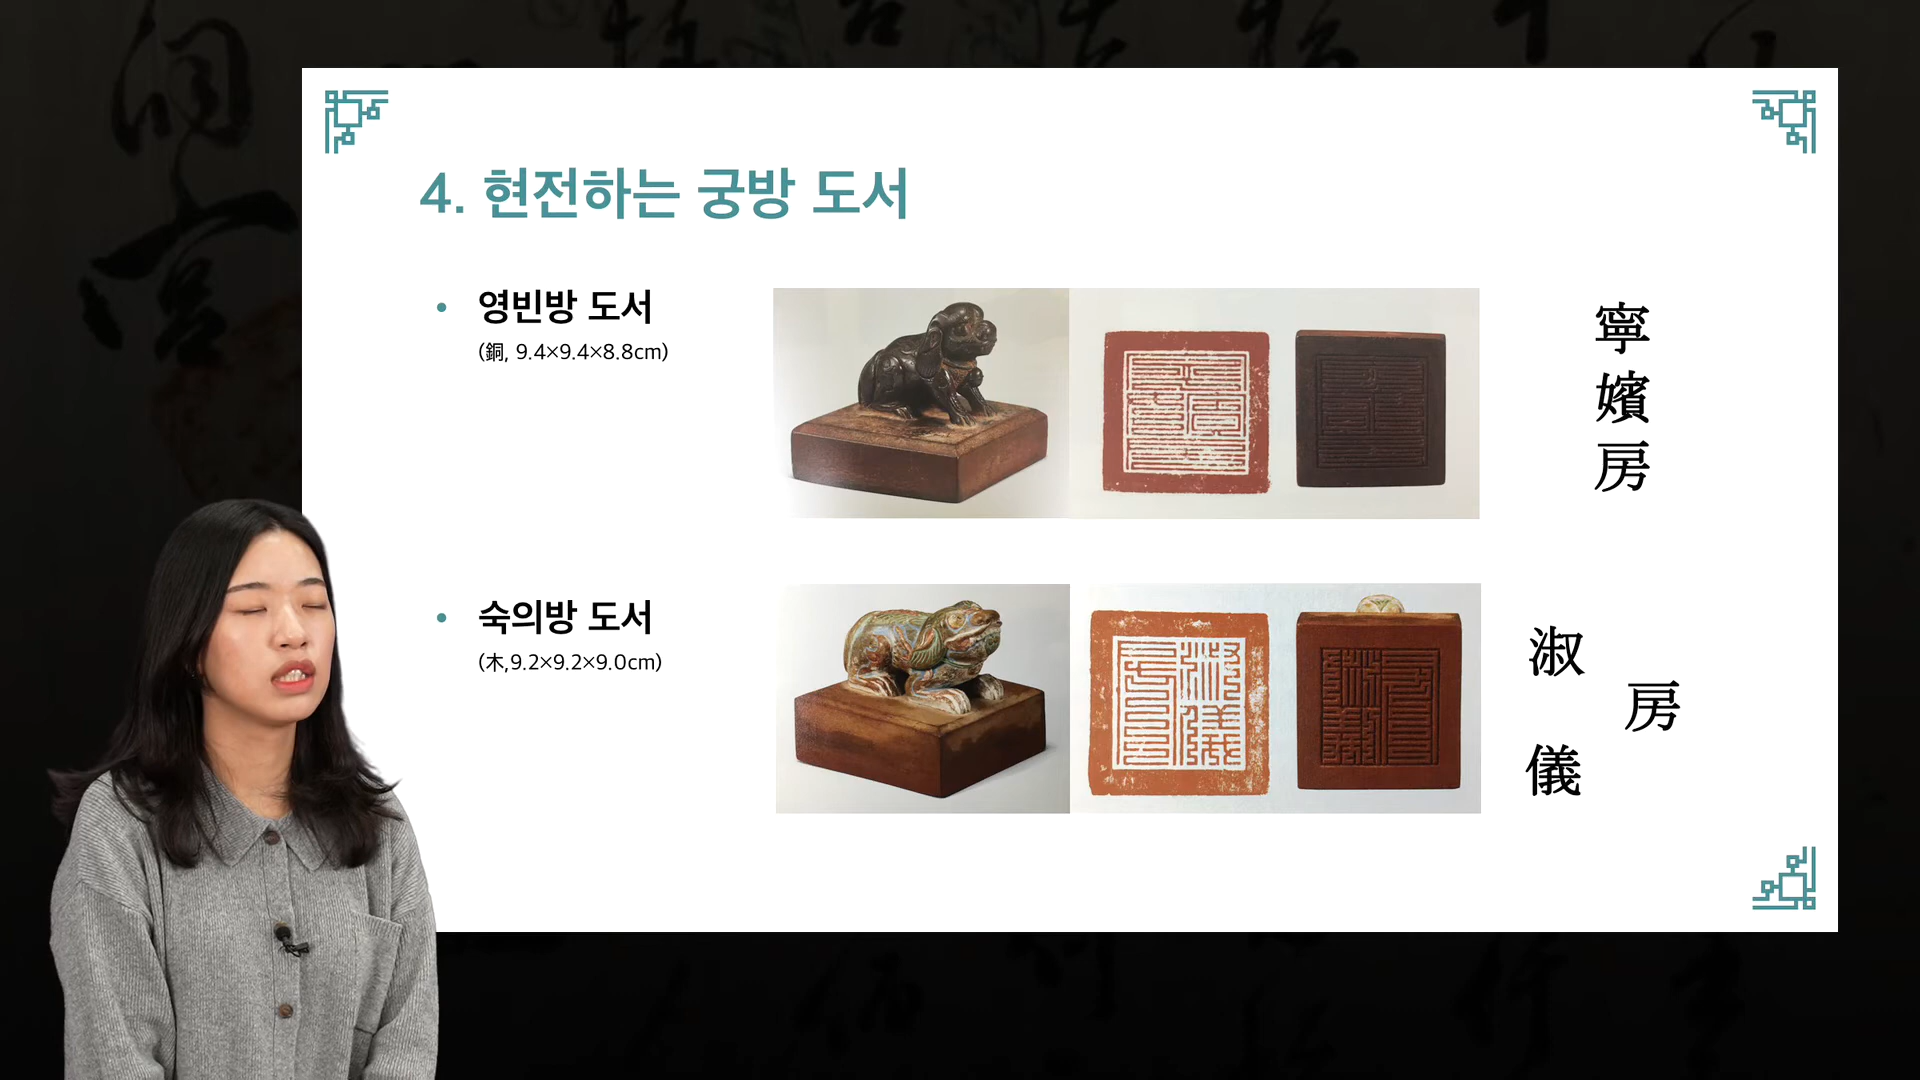 4. 현전하는 궁방 도서
• 영빈방 도서
(銅, 9.4×9.4×8.8cm)
寧
嬪
房
• 숙의방 도서
(木,9.2×9.2×9.0cm)
淑
房
儀